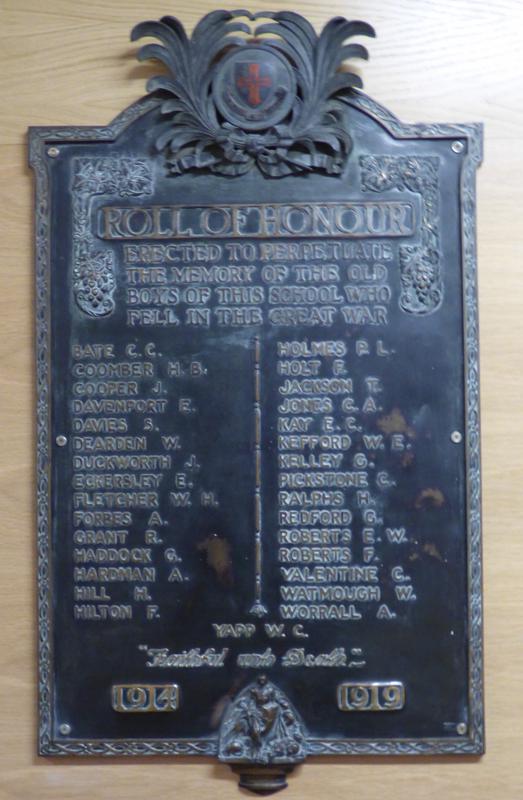 ROLL OF HONOUR
ERECTED TO PERPETUATE
THE MEMORY OF THE OLD
BOYS OF THIS SCHOOL WHO
FELL IN THE GREAT WAR
BATE C. C.
COOMBER H. B.
COOPER J.
DAVENPORT E.
DAVIES S.
DEARDEN W.
DUCKWORTH J.
ECKERSLEY E.
FLETCHER W. H.
FORBES A.
GRANT R.
HADDOCK G.
HARDMAN A.
HILL H.
HILTON F.
HOLMES P. L.
HOLT F.
JACKSON T.
JONES C. A.
KAY E. C.
KEFFORD W. E.
KELLEY G.
PICKSTONE C.
RALPHS H.
REDFORD G.
ROBERTS E. W.
ROBERTS F.
VALENTINE C.
WATMOUGH W.
WORRALL A.
YAPP W. C.
"Faithful unto Death."
1914 1919